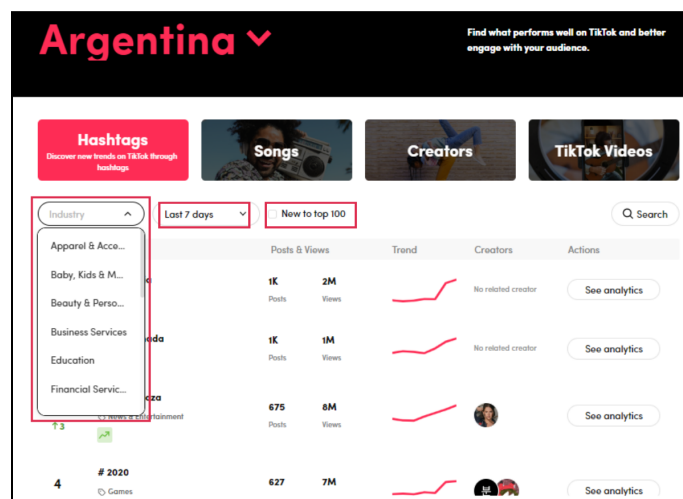 Argentina
Find what performs well on TikTok and better
engage with your audience.
Hashtags
Discover new trends on TikTok through
hashtags
Songs
Creators
TikTok Videos
Industry
Last 7 days
New to top 100
Search
Apparel & Acce...
Baby, Kids & M...
Beauty & Perso...
Business Services
Education
Financial Servic...
Posts & Views
Trend
Creators
Actions
1K
2M
Posts
Views
No related creator
See analytics
1K
1M
Posts
Views
No related creator
See analytics
3
News & Entertainment
675
8M
Posts
Views
See analytics
4
# 2020
Games
627
7M
Posts
Views
See analytics